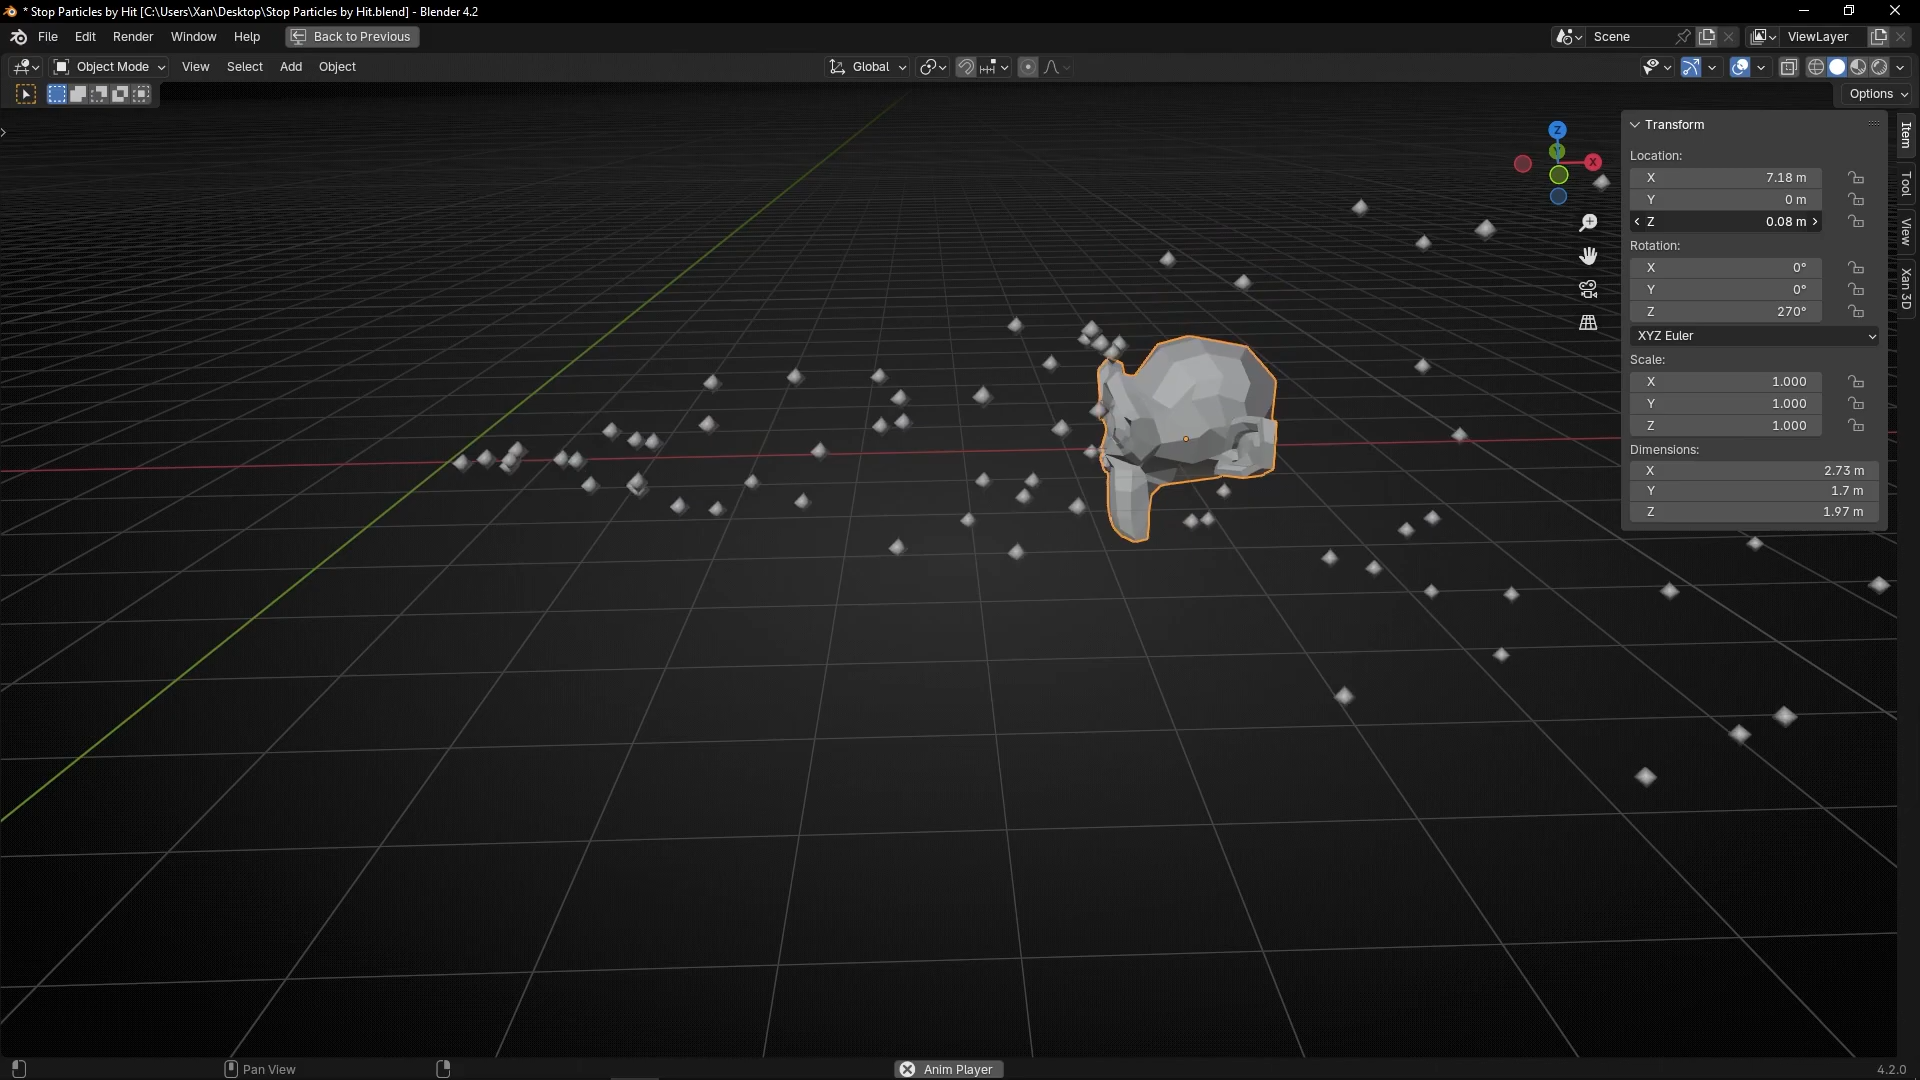 * Stop Particles by Hit [C:\Users\Xan\Desktop\Stop Particles by Hit.blend] - Blender 4.2
File Edit Render Window Help Back to Previous Scene ViewLayer
Object Mode View Select Add Object Global
Options
Transform
Location:
X 7.18 m
Y 0 m
Z 0.08 m
Rotation:
X 0°
Y 0°
Z 270°
XYZ Euler
Scale:
X 1.000
Y 1.000
Z 1.000
Dimensions:
X 2.73 m
Y 1.7 m
Z 1.97 m
Item
Tool
View
Xan 3D
Z
X
Pan View Anim Player 4.2.0